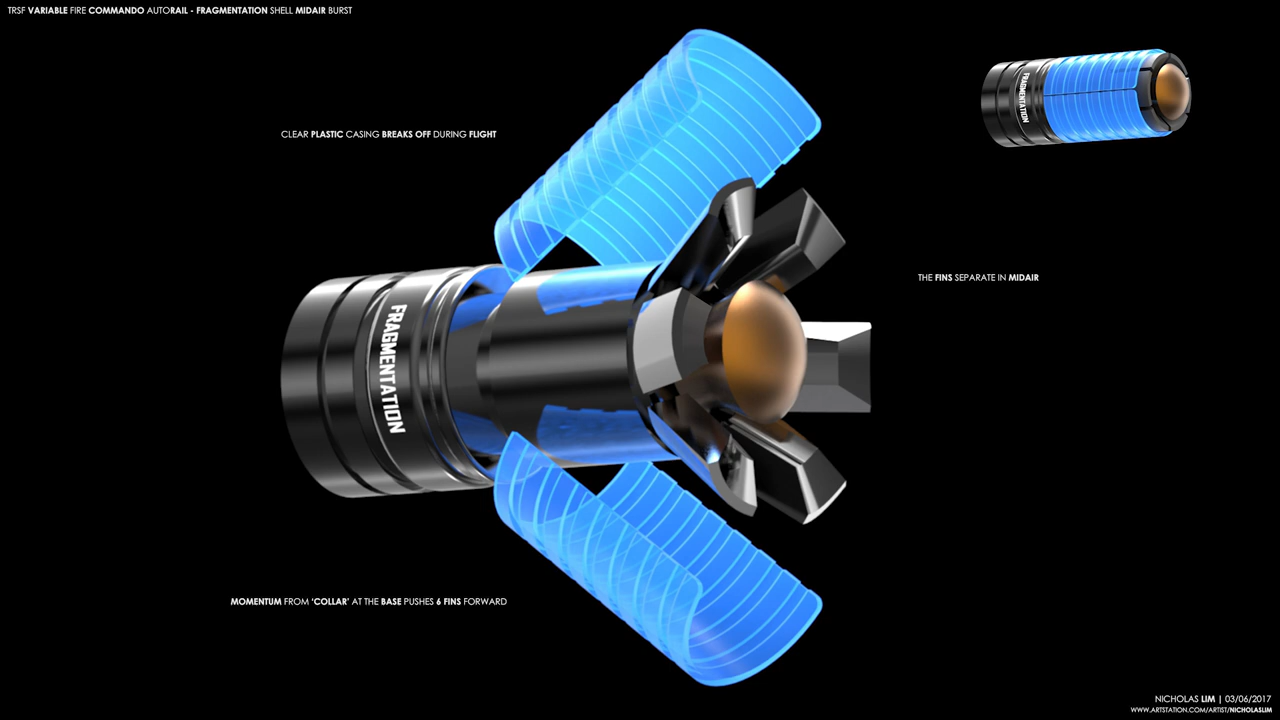 TRSF VARIABLE FIRE COMMANDO AUTORAIL - FRAGMENTATION SHELL MIDAIR BURST
FRAGMENTATION
CLEAR PLASTIC CASING BREAKS OFF DURING FLIGHT
THE FINS SEPARATE IN MIDAIR
FRAGMENTATION
MOMENTUM FROM ‘COLLAR’ AT THE BASE PUSHES 6 FINS FORWARD
NICHOLAS LIM | 03/06/2017
WWW.ARTSTATION.COM/ARTIST/NICHOLASLIM